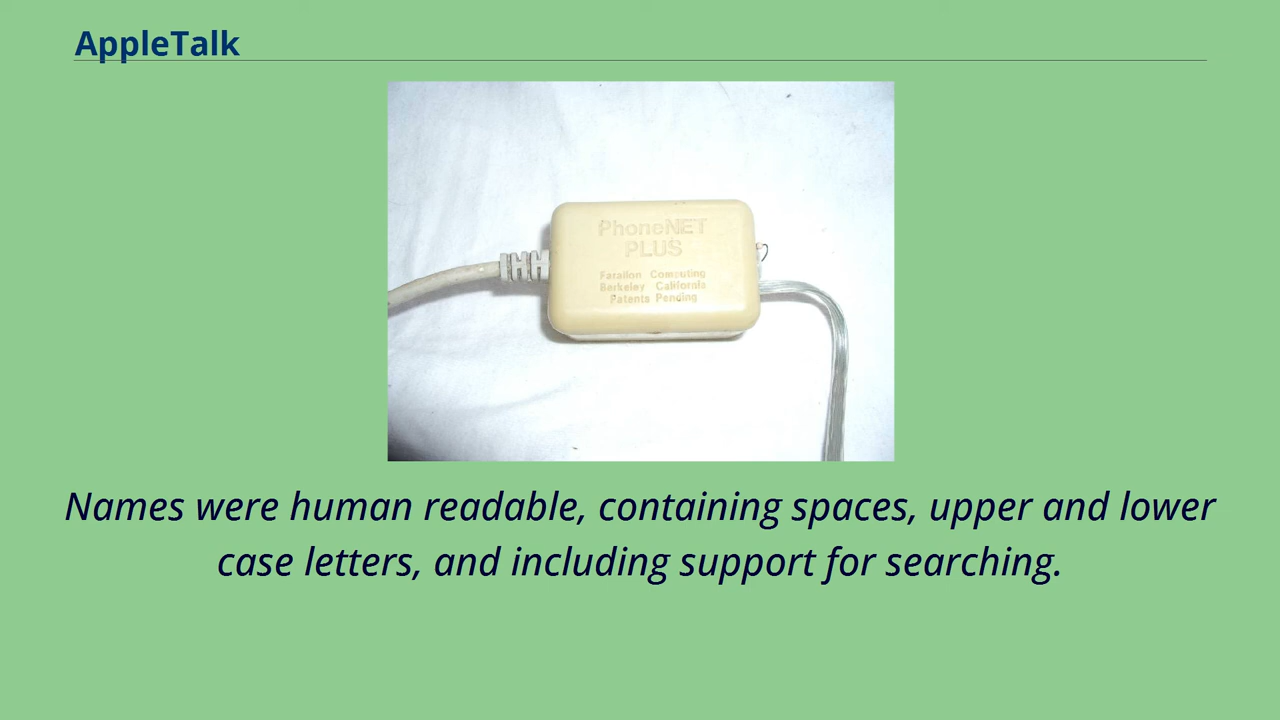 AppleTalk
PhoneNET
PLUS
Farallon Computing
Berkeley California
Patents Pending
Names were human readable, containing spaces, upper and lower
case letters, and including support for searching.